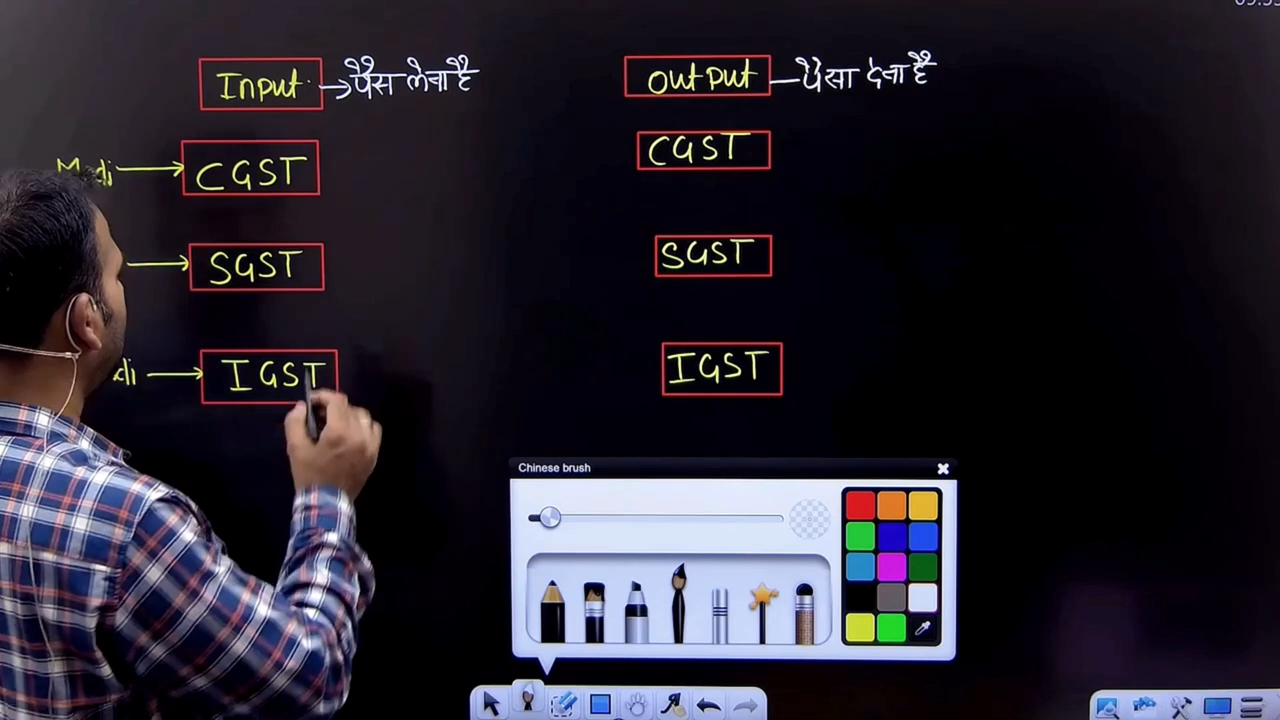 Input → पैसे लेना है
Output — पैसा देना है
CGST
CGST
SGST
SGST
IGST
IGST
Chinese brush